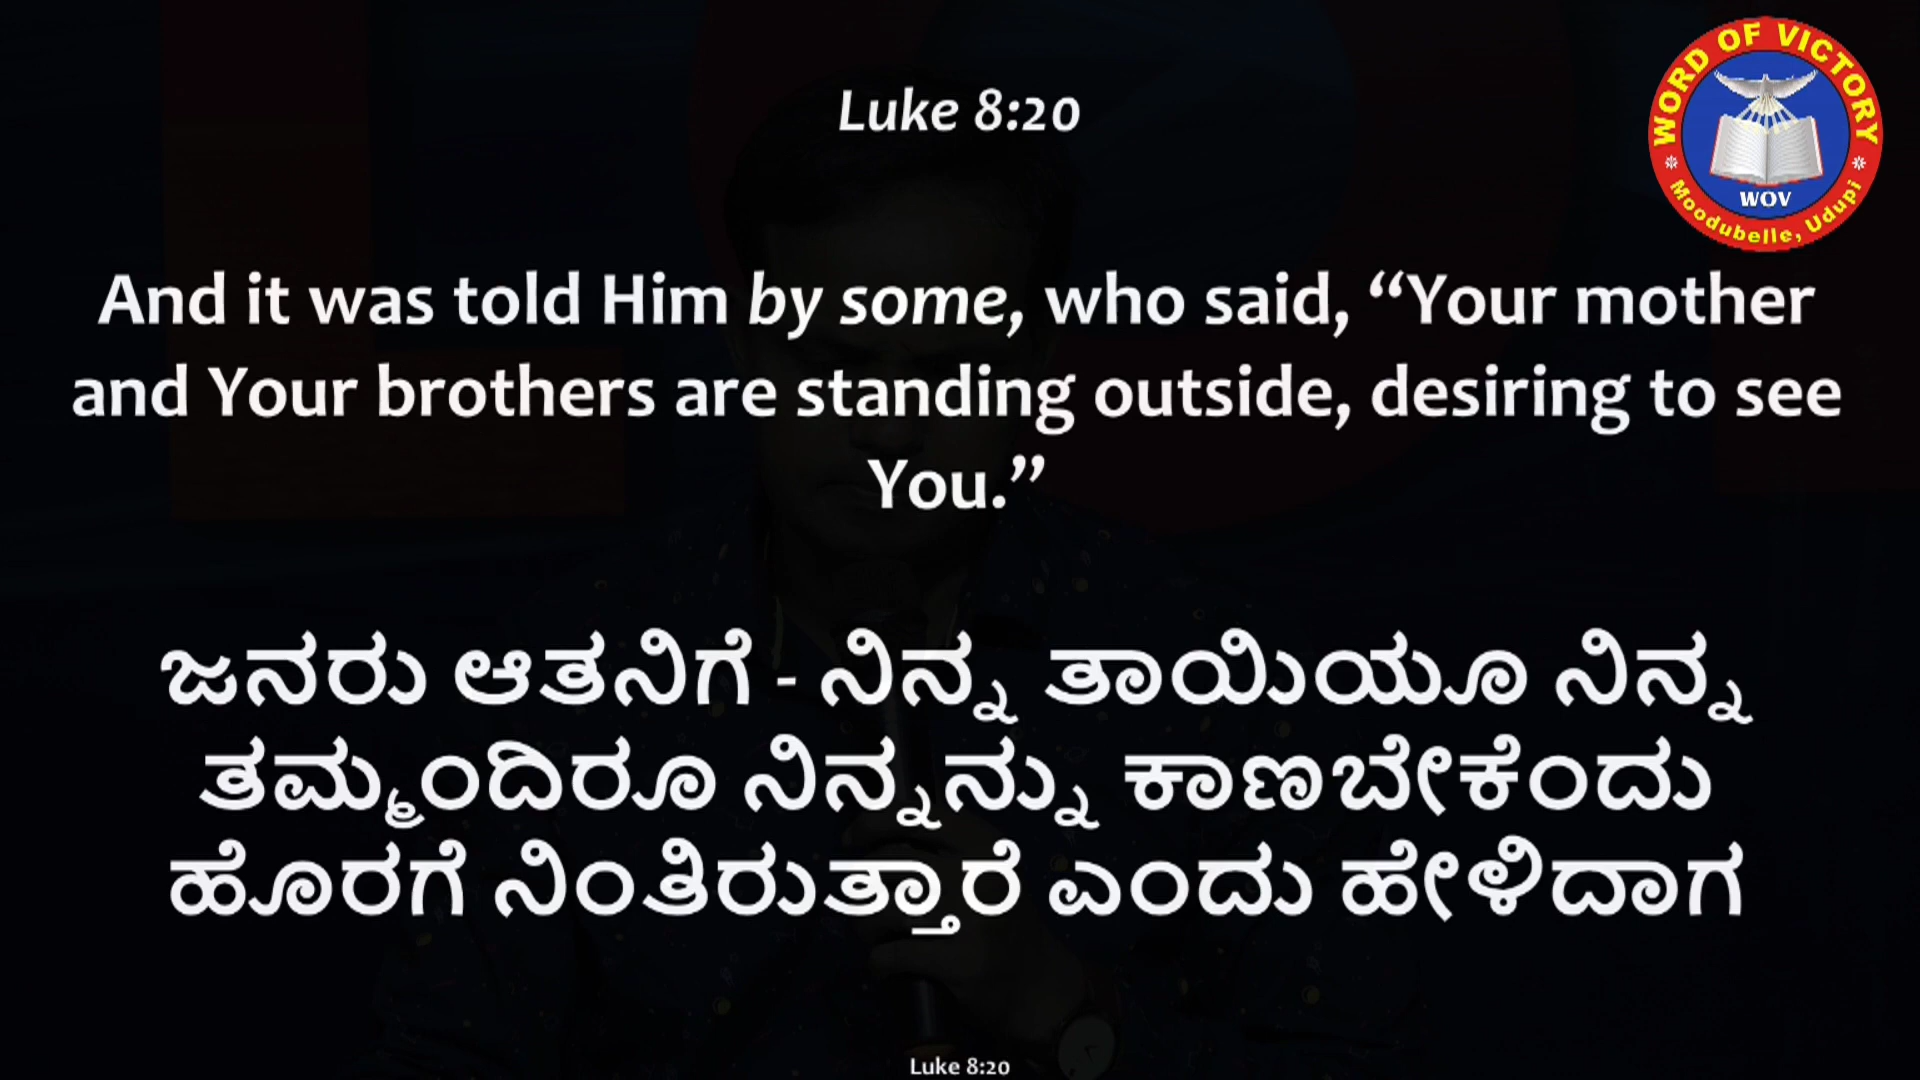 Luke 8:20
WORD OF VICTORY
WOV
Moodubelle, Udupi
And it was told Him by some, who said, “Your mother
and Your brothers are standing outside, desiring to see
You.”
ಜನರು ಆತನಿಗೆ - ನಿನ್ನ ತಾಯಿಯೂ ನಿನ್ನ
ತಮ್ಮಂದಿರೂ ನಿನ್ನನ್ನು ಕಾಣಬೇಕೆಂದು
ಹೊರಗೆ ನಿಂತಿರುತ್ತಾರೆ ಎಂದು ಹೇಳಿದಾಗ
Luke 8:20